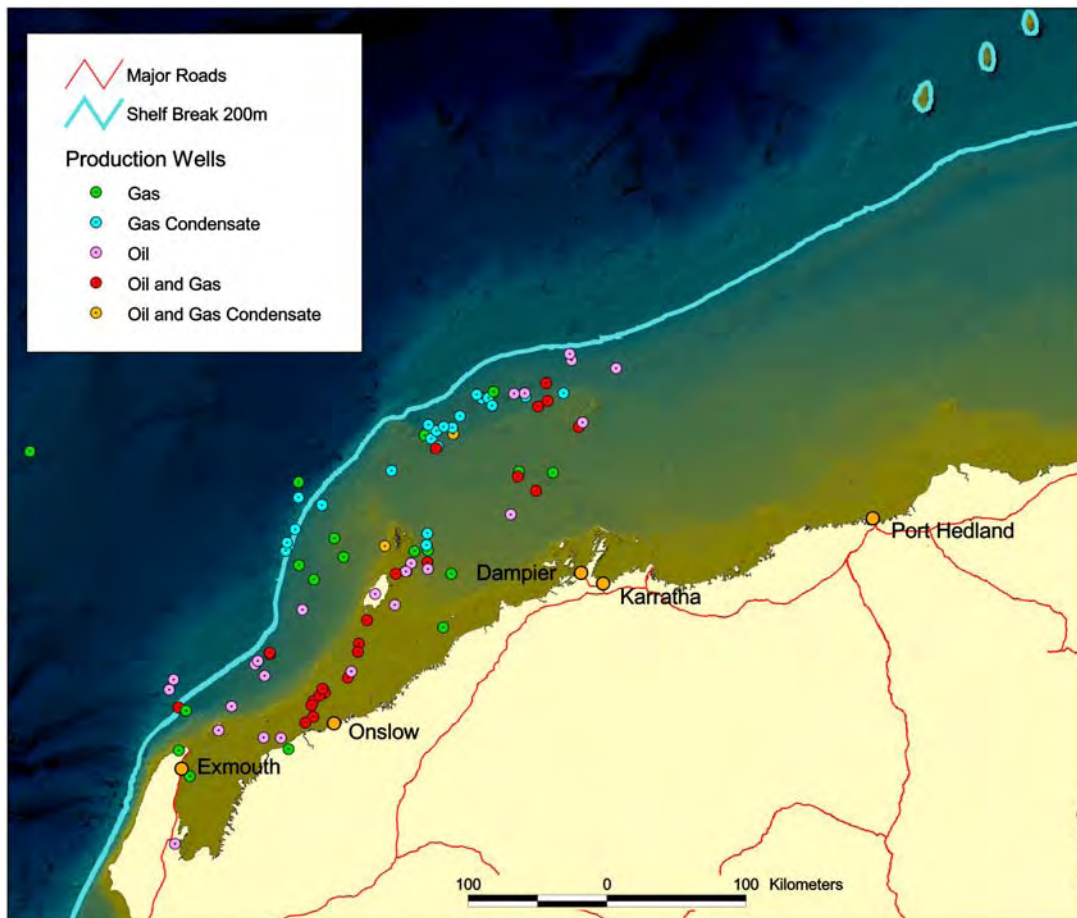 Major Roads
Shelf Break 200m
Production Wells
Gas
Gas Condensate
Oil
Oil and Gas
Oil and Gas Condensate
Port Hedland
Dampier
Karratha
Onslow
Exmouth
100 0 100 Kilometers